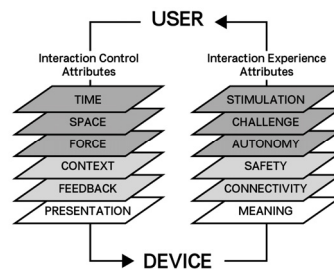 USER
Interaction Control
Attributes
Interaction Experience
Attributes
TIME
SPACE
FORCE
CONTEXT
FEEDBACK
PRESENTATION
STIMULATION
CHALLENGE
AUTONOMY
SAFETY
CONNECTIVITY
MEANING
DEVICE